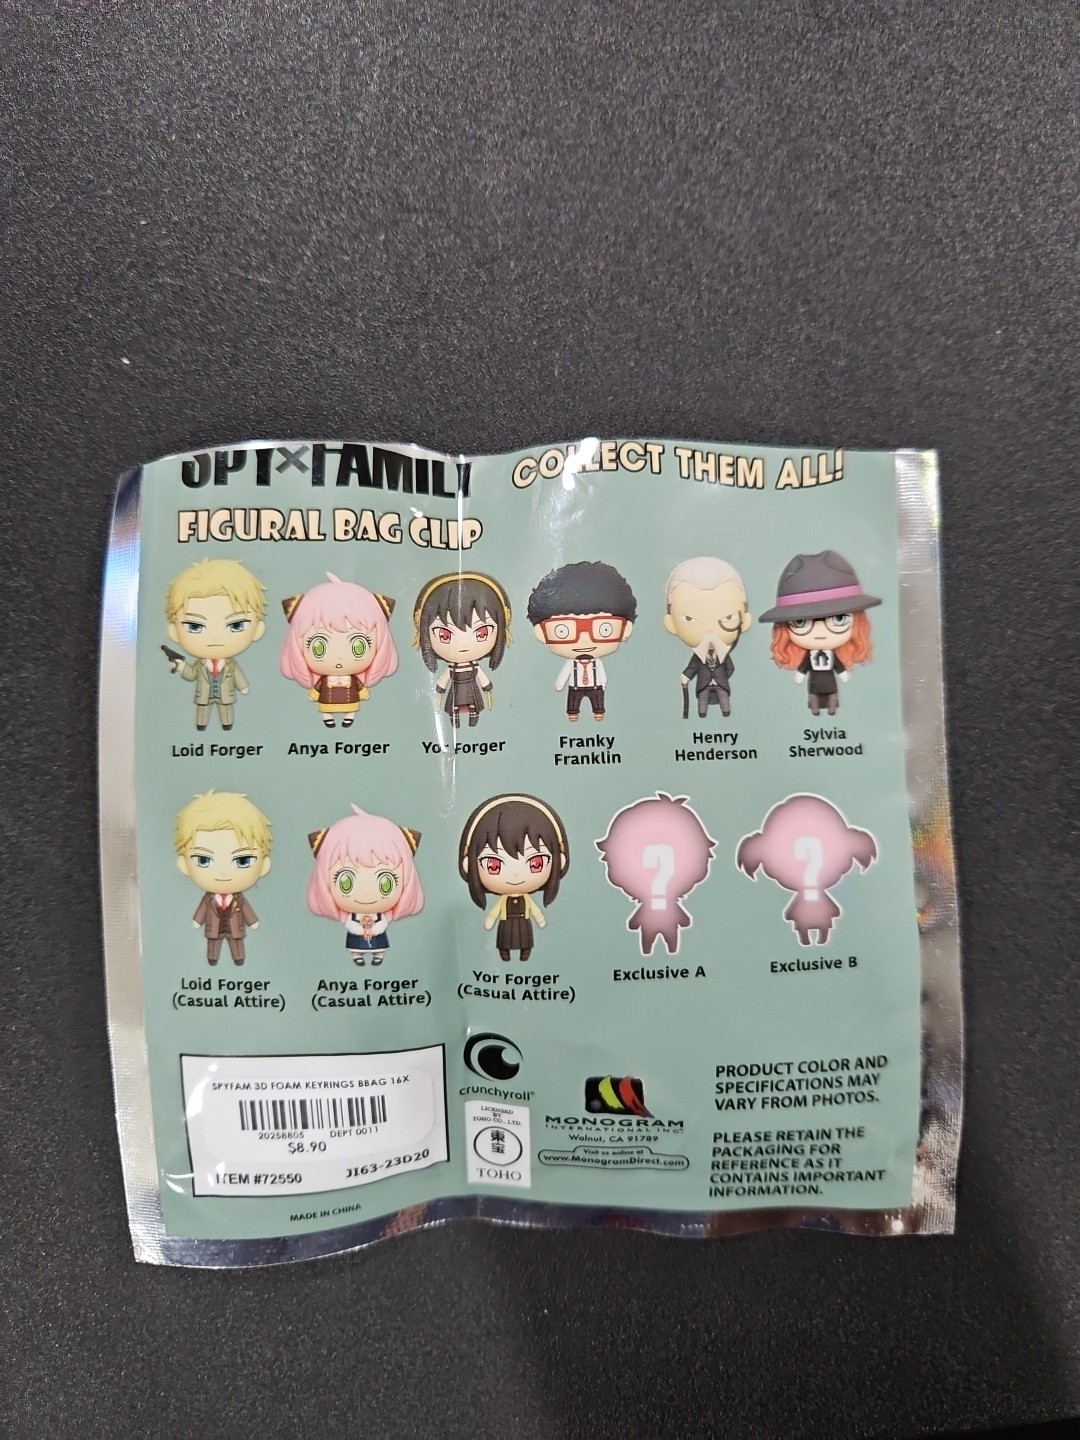 SPY×FAMILY
COLLECT THEM ALL!
FIGURAL BAG CLIP
Loid Forger
Anya Forger
Yor Forger
Franky
Franklin
Henry
Henderson
Sylvia
Sherwood
Loid Forger
(Casual Attire)
Anya Forger
(Casual Attire)
Yor Forger
(Casual Attire)
?
Exclusive A
?
Exclusive B
SPYFAM 3D FOAM KEYRINGS BBAG 16X
20258805 DEPT 0011
$8.90
ITEM #72550
JI63-23D20
MADE IN CHINA
crunchyroll®
LICENSED
BY
TOHO CO., LTD.
東
宝
TOHO
MONOGRAM
INTERNATIONAL INC.
Walnut, CA 91789
Visit us online at
www.MonogramDirect.com
PRODUCT COLOR AND
SPECIFICATIONS MAY
VARY FROM PHOTOS.
PLEASE RETAIN THE
PACKAGING FOR
REFERENCE AS IT
CONTAINS IMPORTANT
INFORMATION.